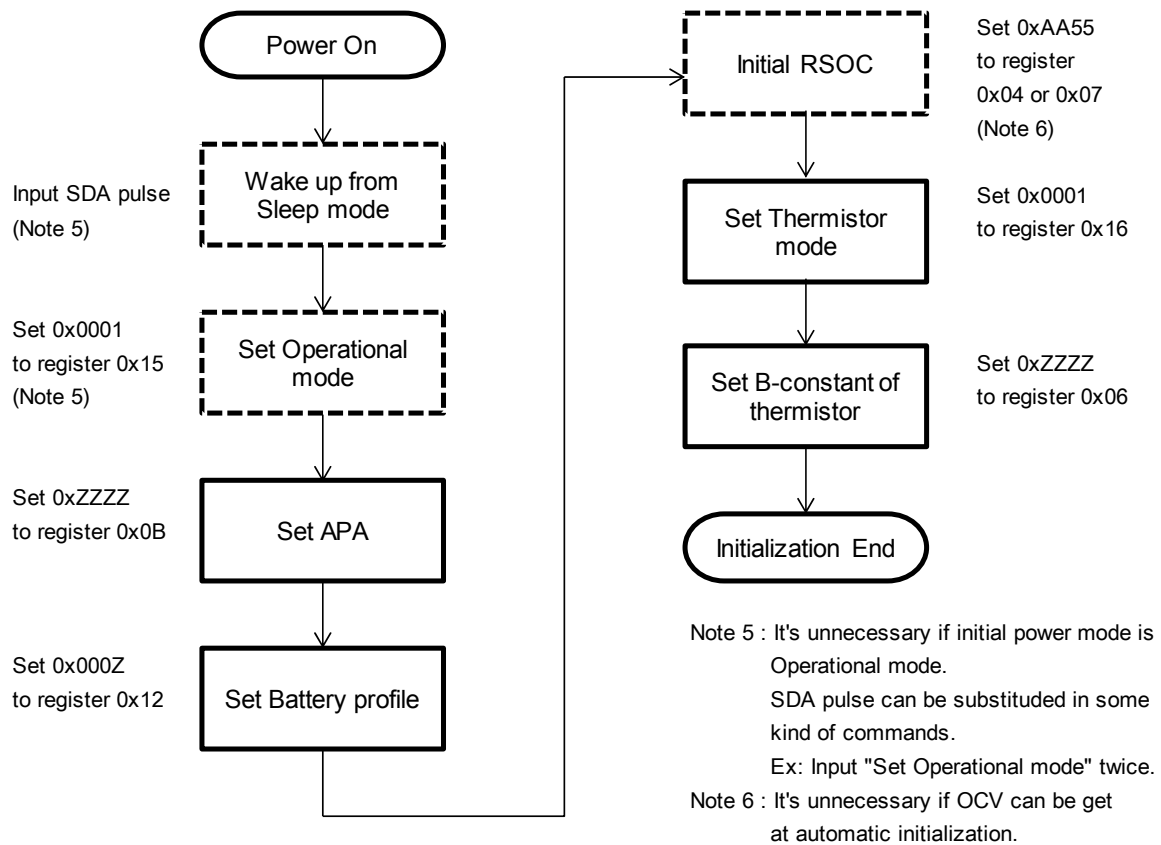 Power On
Input SDA pulse
(Note 5)
Wake up from
Sleep mode
Set 0x0001
to register 0x15
(Note 5)
Set Operational
mode
Set 0xZZZZ
to register 0x0B
Set APA
Set 0x000Z
to register 0x12
Set Battery profile
Initial RSOC
Set 0xAA55
to register
0x04 or 0x07
(Note 6)
Set Thermistor
mode
Set 0x0001
to register 0x16
Set B-constant of
thermistor
Set 0xZZZZ
to register 0x06
Initialization End
Note 5 : It's unnecessary if initial power mode is
Operational mode.
SDA pulse can be substituded in some
kind of commands.
Ex: Input "Set Operational mode" twice.
Note 6 : It's unnecessary if OCV can be get
at automatic initialization.